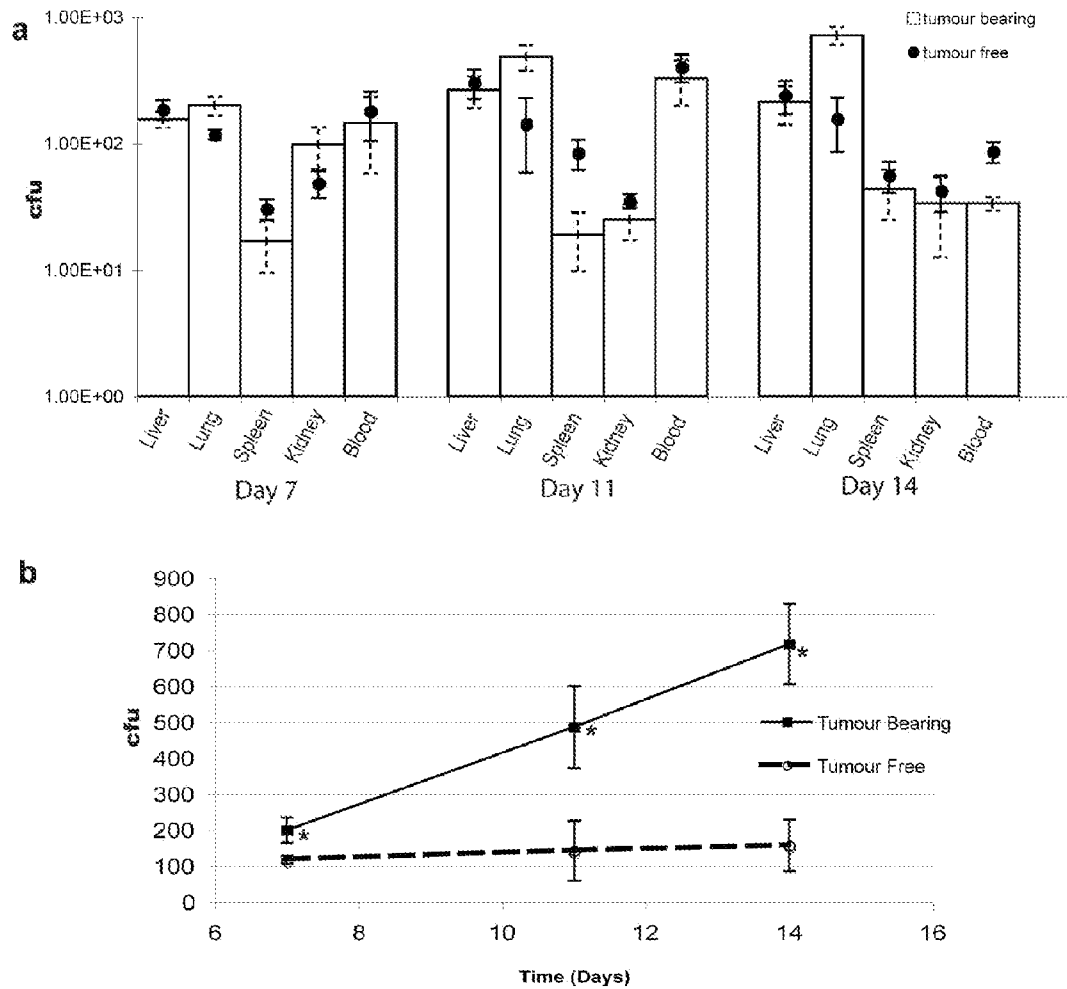 a
1.00E+03
1.00E+02
1.00E+01
1.00E+00
cfu
tumour bearing
tumour free
Liver Lung Spleen Kidney Blood Liver Lung Spleen Kidney Blood Liver Lung Spleen Kidney Blood
Day 7 Day 11 Day 14
b
900
800
700
600
500
400
300
200
100
0
cfu
*
*
*
Tumour Bearing
Tumour Free
6 8 10 12 14 16
Time (Days)